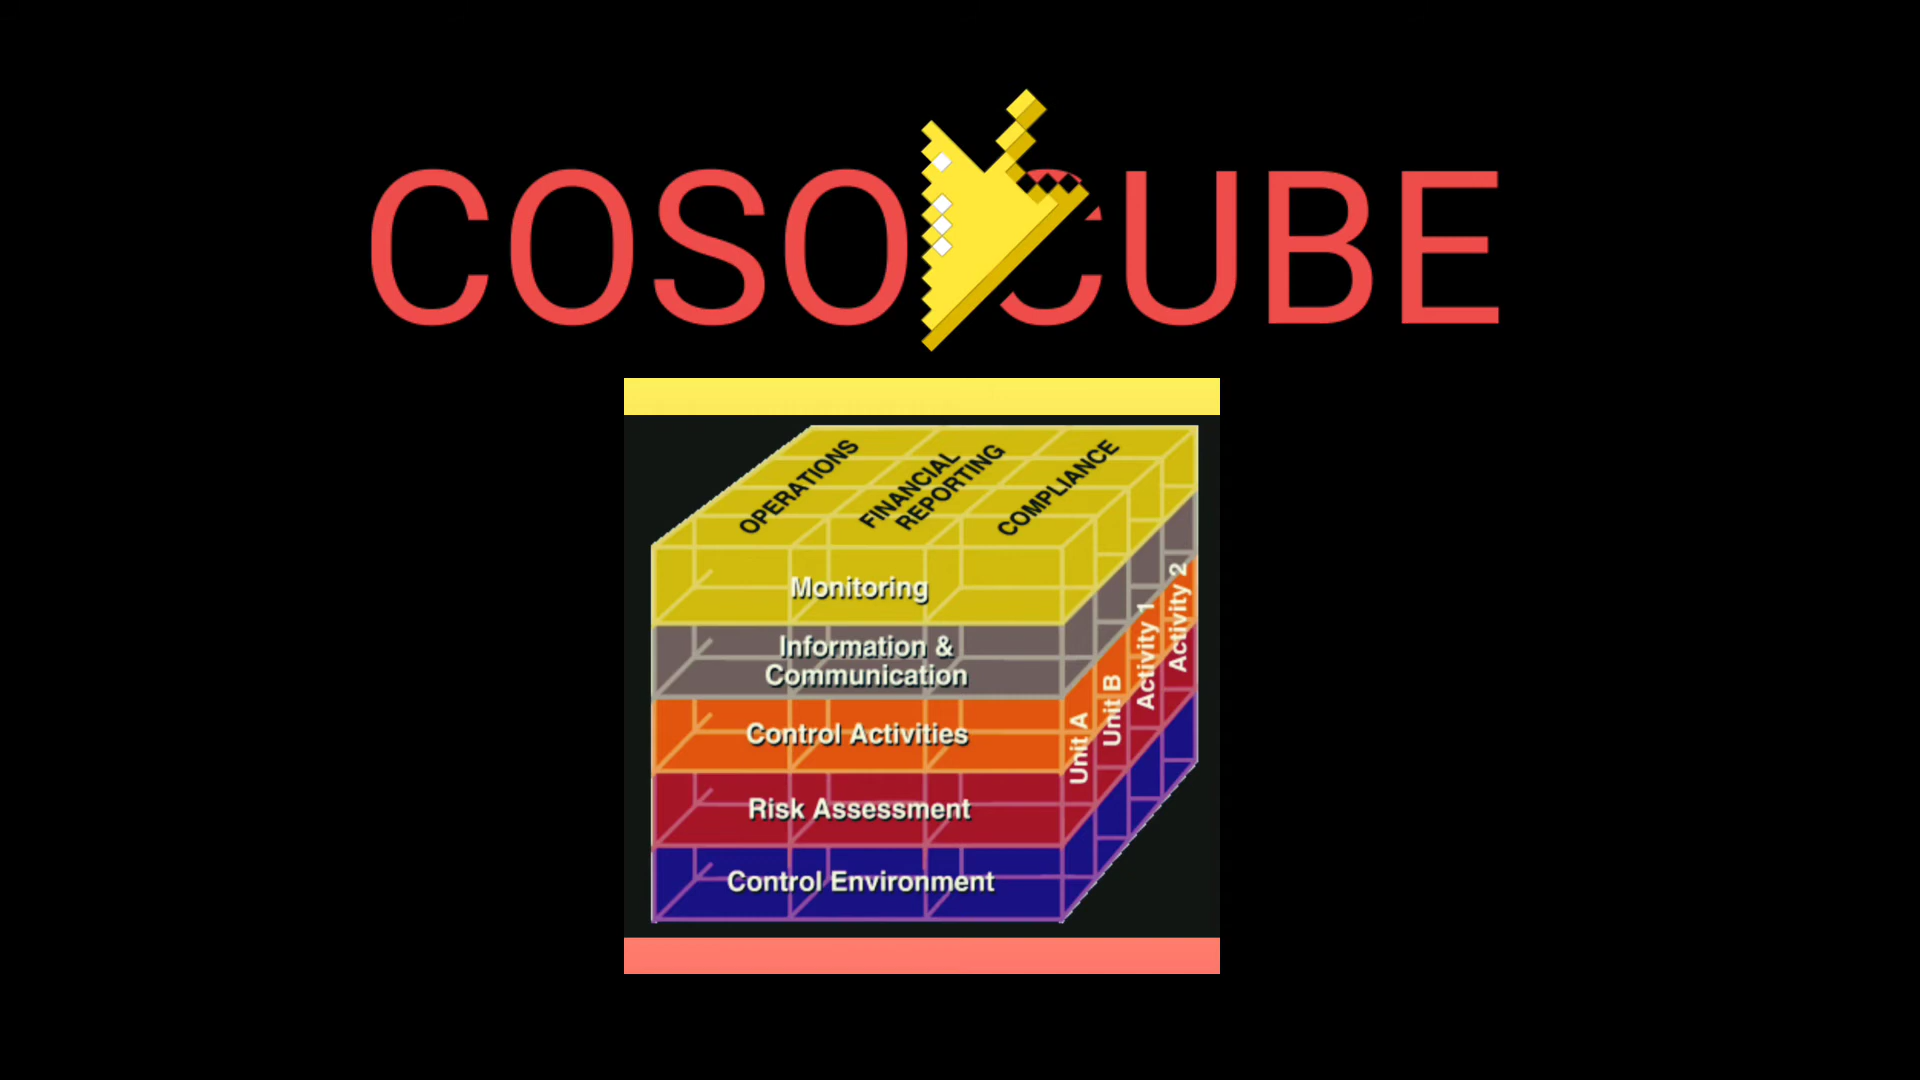 COSO CUBE
OPERATIONS
FINANCIAL
REPORTING
COMPLIANCE
Monitoring
Information &
Communication
Control Activities
Risk Assessment
Control Environment
Unit A
Unit B
Activity 1
Activity 2